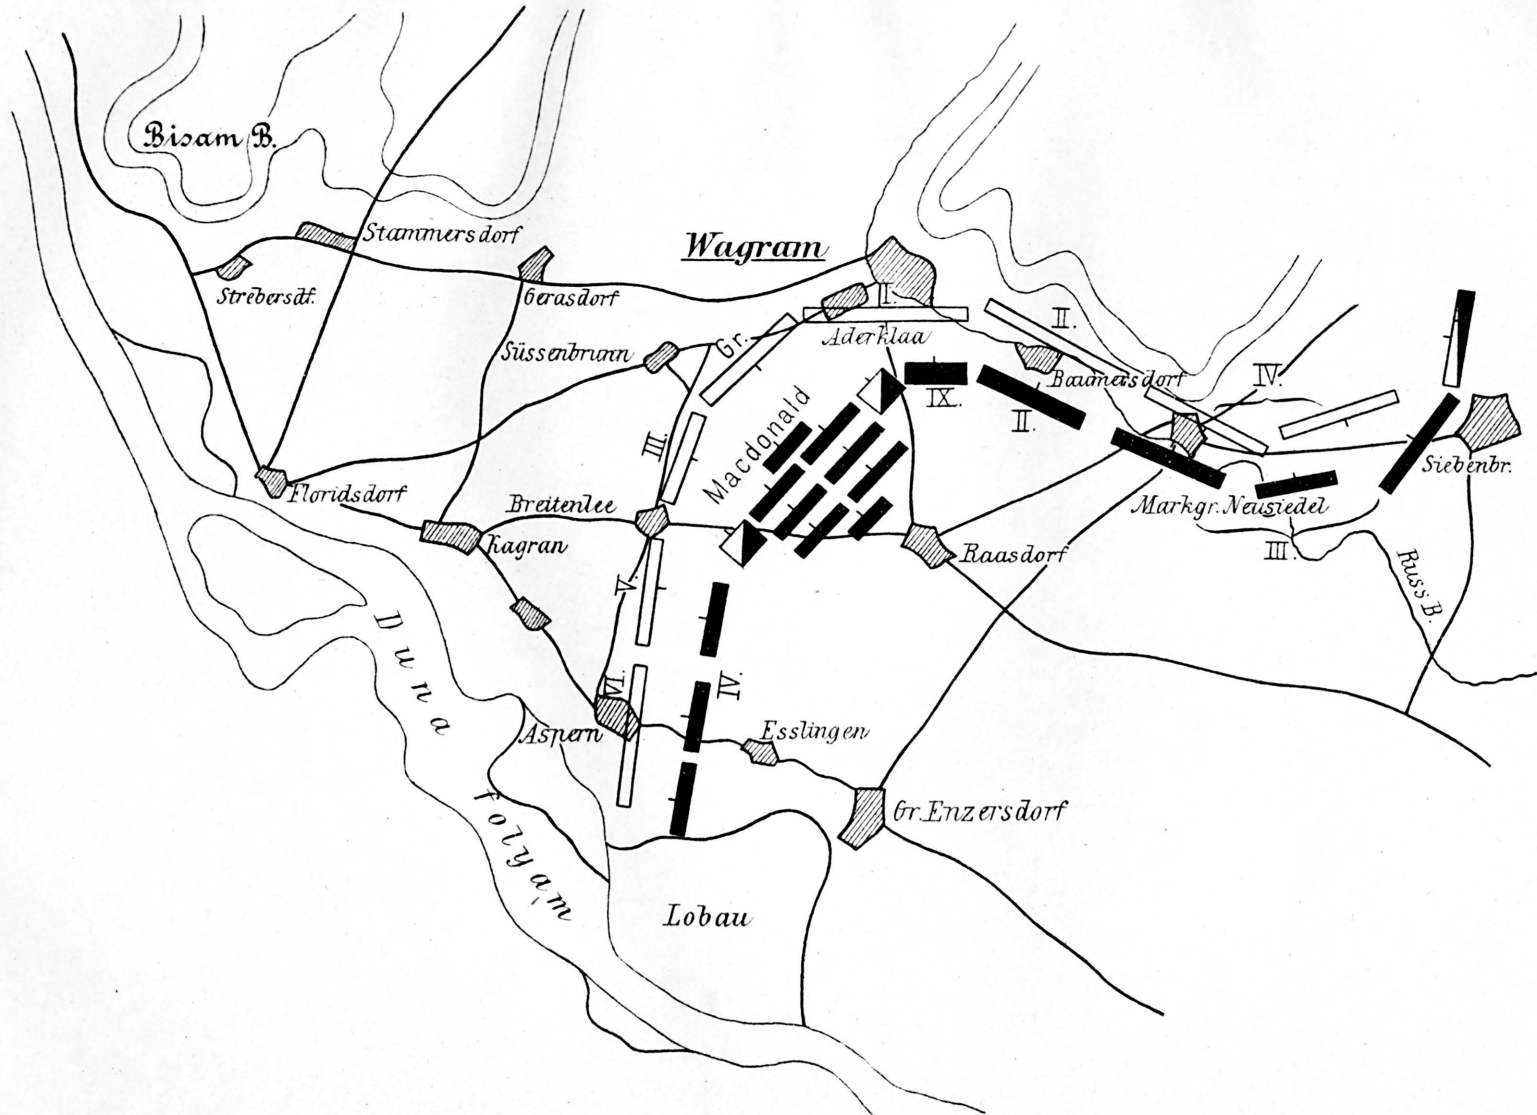 Bisam B.
Stammersdorf
Strebersdf.
Gerasdorf
Wagram
I.
II.
Süssenbrunn
Gr.
Aderklaa
Baumersdorf
IV.
IX.
II.
III.
Macdonald
Siebenbr.
Floridsdorf
Breitenlee
Kagran
Markgr. Neusiedel
III.
Raasdorf
Russ B.
V.
VI.
IV.
Duna
folyam
Aspern
Esslingen
Gr. Enzersdorf
Lobau